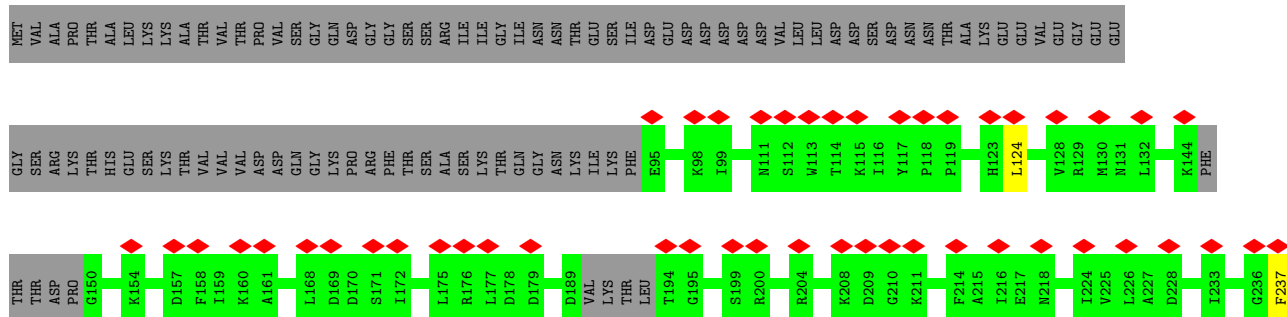 MET VAL ALA PRO THR ALA LEU LYS LYS ALA THR VAL THR PRO VAL SER GLY GLN ASP GLY GLY SER SER ARG ILE ILE GLY ILE ASN ASN THR GLU SER ILE ASP GLU ASP ASP ASP ASP ASP VAL LEU LEU ASP ASP SER ASP ASN ASN THR ALA LYS GLU GLU VAL GLU GLY GLU GLU
GLY SER ARG LYS THR HIS GLU SER LYS THR VAL VAL VAL ASP ASP GLN GLY LYS PRO ARG PHE THR SER ALA SER LYS THR GLN GLY ASN LYS ILE LYS PHE E95 K98 I99 N111 S112 W113 T114 K115 I116 Y117 P118 P119 H123 L124 V128 R129 M130 N131 L132 K144 PHE
THR THR ASP PRO G150 K154 D157 F158 I159 K160 A161 L168 D169 D170 S171 I172 L175 R176 L177 D178 D179 D189 VAL LYS THR LEU T194 G195 S199 R200 R204 K208 D209 G210 K211 F214 A215 I216 E217 N218 I224 V225 L226 A227 D228 I233 G236 F237